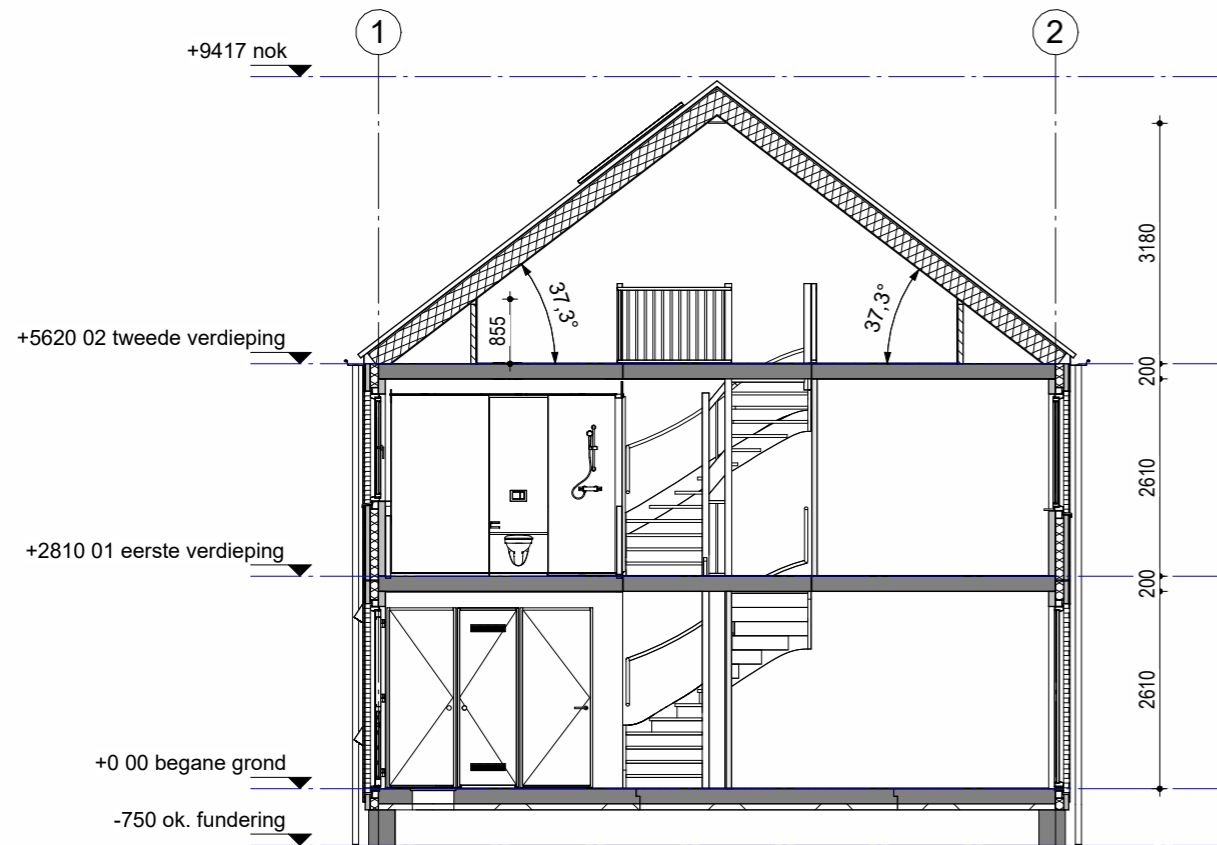 1
2
+9417 nok
3180
37,3°
37,3°
855
+5620 02 tweede verdieping
200
2610
+2810 01 eerste verdieping
200
2610
+0 00 begane grond
-750 ok. fundering